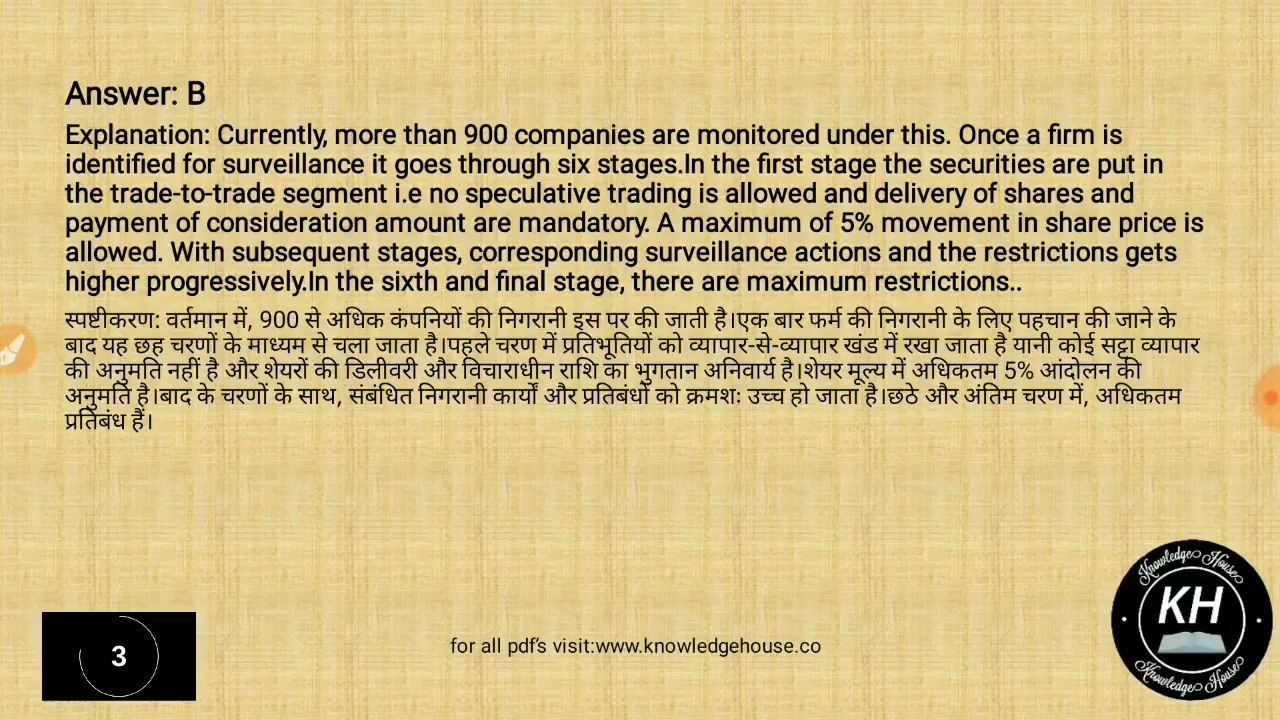 Answer: B
Explanation: Currently, more than 900 companies are monitored under this. Once a firm is
identified for surveillance it goes through six stages.In the first stage the securities are put in
the trade-to-trade segment i.e no speculative trading is allowed and delivery of shares and
payment of consideration amount are mandatory. A maximum of 5% movement in share price is
allowed. With subsequent stages, corresponding surveillance actions and the restrictions gets
higher progressively.In the sixth and final stage, there are maximum restrictions..
स्पष्टीकरण: वर्तमान में, 900 से अधिक कंपनियों की निगरानी इस पर की जाती है।एक बार फर्म की निगरानी के लिए पहचान की जाने के
बाद यह छह चरणों के माध्यम से चला जाता है।पहले चरण में प्रतिभूतियों को व्यापार-से-व्यापार खंड में रखा जाता है यानी कोई सट्टा व्यापार
की अनुमति नहीं है और शेयरों की डिलीवरी और विचाराधीन राशि का भुगतान अनिवार्य है।शेयर मूल्य में अधिकतम 5% आंदोलन की
अनुमति है।बाद के चरणों के साथ, संबंधित निगरानी कार्यों और प्रतिबंधों को क्रमशः उच्च हो जाता है।छठे और अंतिम चरण में, अधिकतम
प्रतिबंध हैं।
Knowledge House
KH
Knowledge House
3
for all pdf's visit:www.knowledgehouse.co